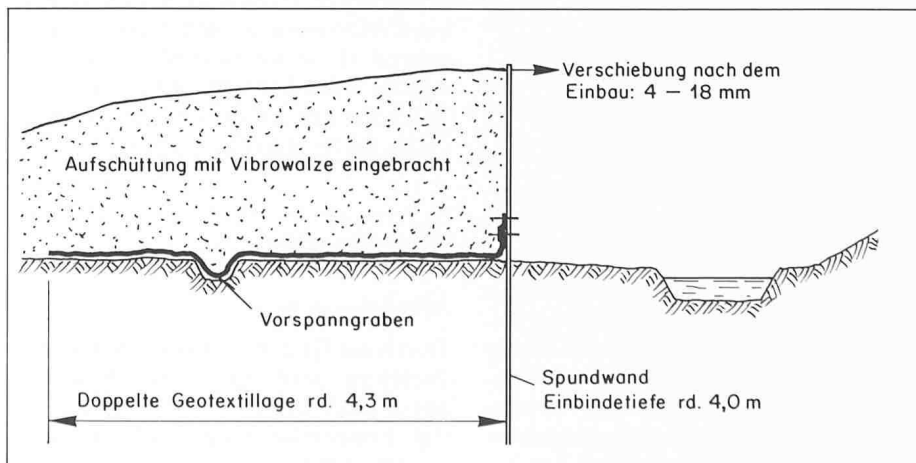 Verschiebung nach dem
Einbau: 4 – 18 mm
Aufschüttung mit Vibrowalze eingebracht
Vorspanngraben
Spundwand
Einbindetiefe rd. 4,0 m
Doppelte Geotextillage rd. 4,3 m